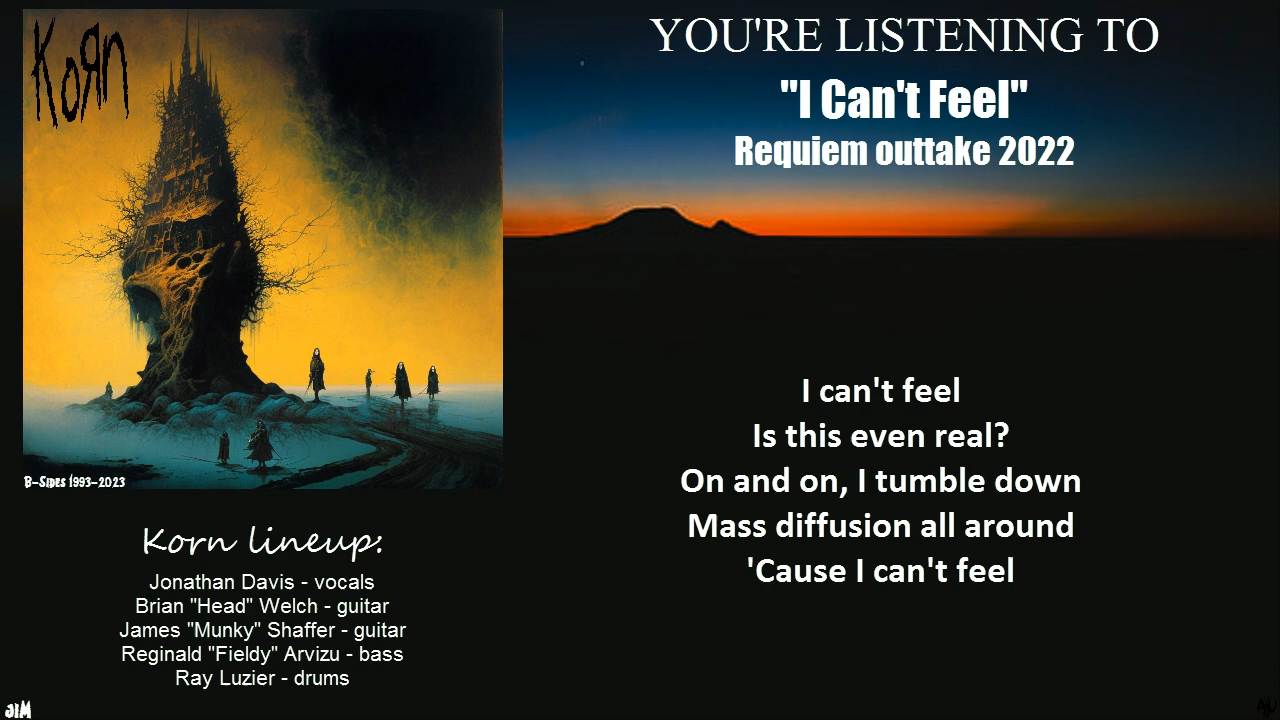 KoЯn
B-Sides 1993-2023
YOU'RE LISTENING TO
"I Can't Feel"
Requiem outtake 2022
I can't feel
Is this even real?
On and on, I tumble down
Mass diffusion all around
'Cause I can't feel
Korn lineup:
Jonathan Davis - vocals
Brian "Head" Welch - guitar
James "Munky" Shaffer - guitar
Reginald "Fieldy" Arvizu - bass
Ray Luzier - drums
JIM